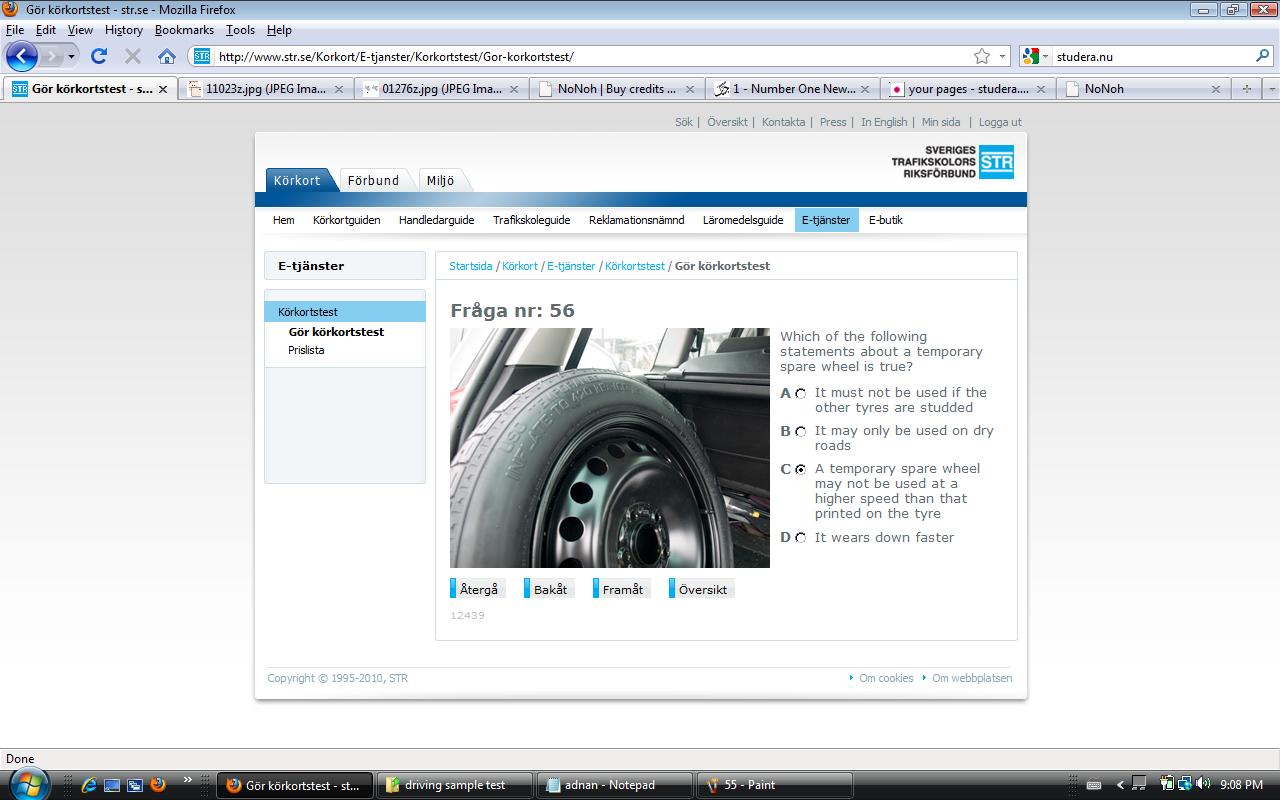 Gör körkortstest - str.se - Mozilla Firefox
File Edit View History Bookmarks Tools Help
STR http://www.str.se/Korkort/E-tjanster/Korkortstest/Gor-korkortstest/ studera.nu
STR Gör körkortstest - s... 11023z.jpg (JPEG Ima... 01276z.jpg (JPEG Ima... NoNoh | Buy credits ... 1 - Number One New... your pages - studera.... NoNoh
Sök | Översikt | Kontakta | Press | In English | Min sida | Logga ut
SVERIGES
TRAFIKSKOLORS STR
RIKSFÖRBUND
Körkort Förbund Miljö
Hem Körkortguiden Handledarguide Trafikskoleguide Reklamationsnämnd Läromedelsguide E-tjänster E-butik
E-tjänster
Körkortstest
Gör körkortstest
Prislista
Startsida / Körkort / E-tjänster / Körkortstest / Gör körkortstest
Fråga nr: 56
INFLATE TO 420
Which of the following
statements about a temporary
spare wheel is true?
A It must not be used if the
other tyres are studded
B It may only be used on dry
roads
C A temporary spare wheel
may not be used at a
higher speed than that
printed on the tyre
D It wears down faster
Återgå Bakåt Framåt Översikt
12439
Copyright © 1995-2010, STR Om cookies Om webbplatsen
Done
Gör körkortstest - st... driving sample test adnan - Notepad 55 - Paint 9:08 PM